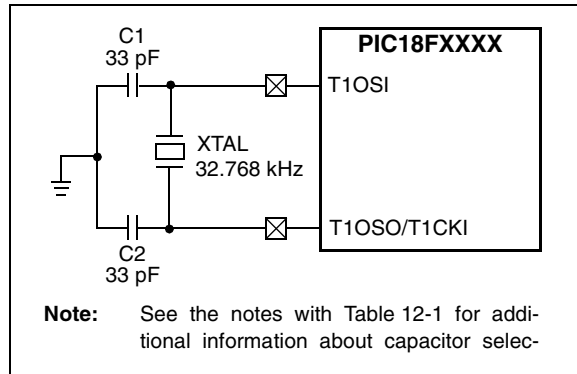 C1
33 pF
PIC18FXXXX
T1OSI
XTAL
32.768 kHz
T1OSO/T1CKI
C2
33 pF
Note: See the notes with Table 12-1 for addi-
tional information about capacitor selec-